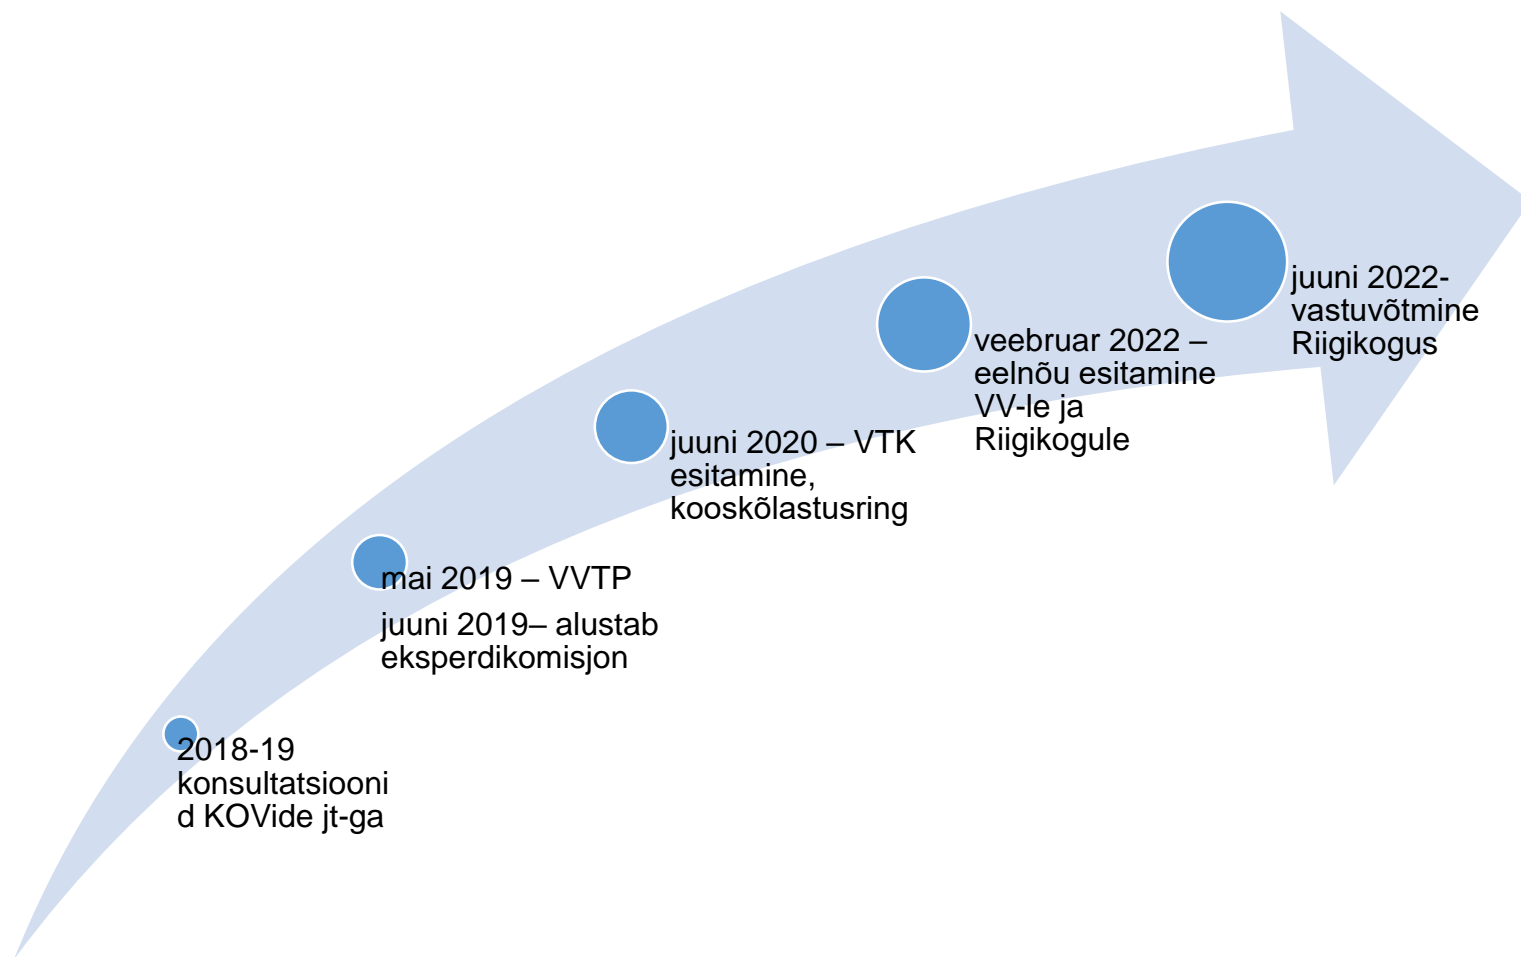 2018-19
konsultatsiooni
d KOVide jt-ga
mai 2019 – VVTP
juuni 2019– alustab
eksperdikomisjon
juuni 2020 – VTK
esitamine,
kooskõlastusring
veebruar 2022 –
eelnõu esitamine
VV-le ja
Riigikogule
juuni 2022-
vastuvõtmine
Riigikogus